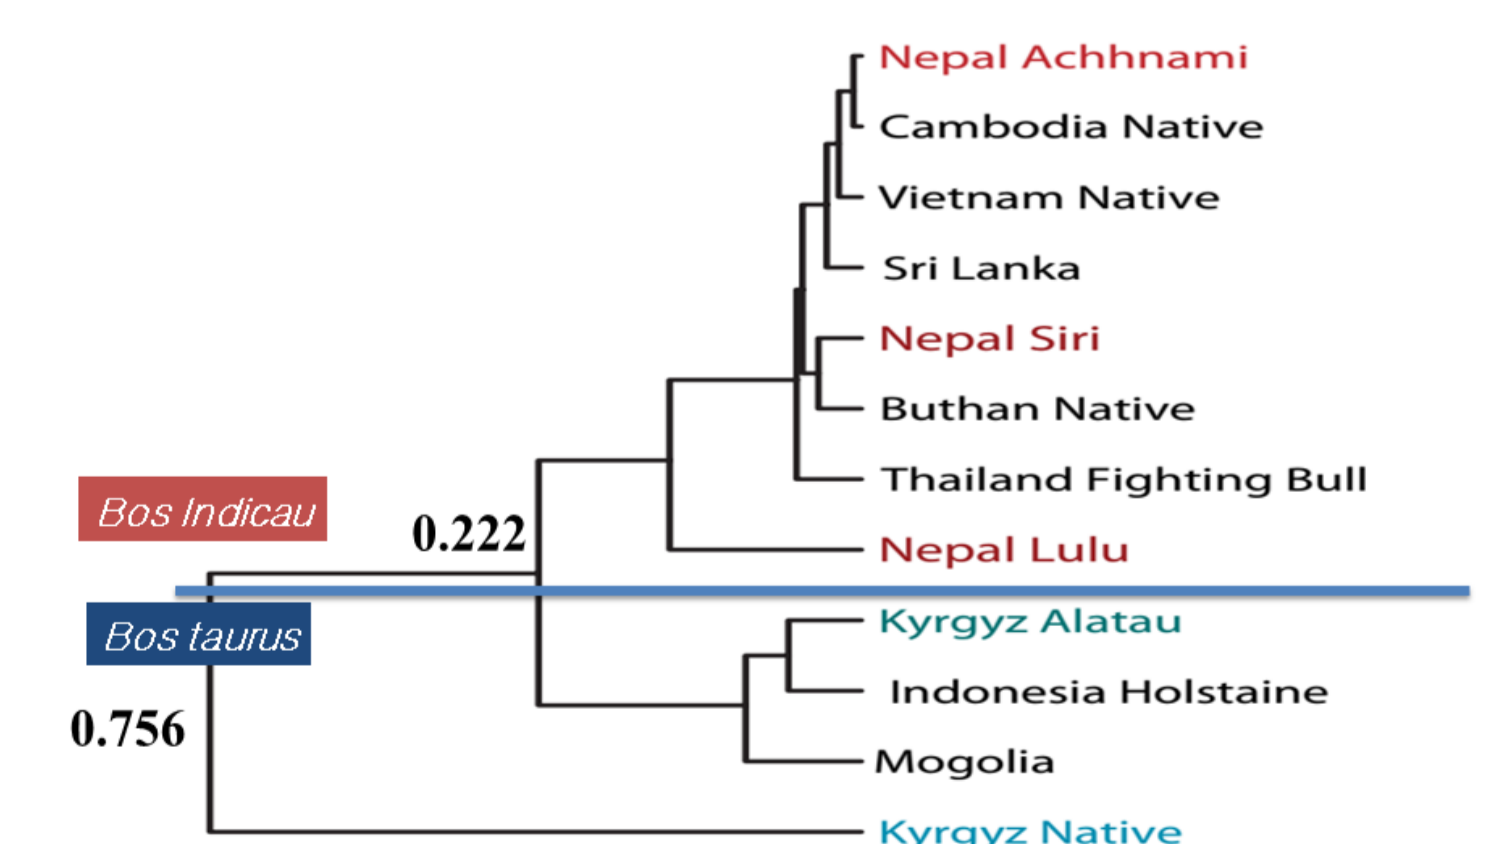 Nepal Achhnami
Cambodia Native
Vietnam Native
Sri Lanka
Nepal Siri
Buthan Native
Thailand Fighting Bull
Bos Indicau
0.222
Nepal Lulu
Bos taurus
Kyrgyz Alatau
Indonesia Holstaine
0.756
Mogolia
Kyrgyz Native